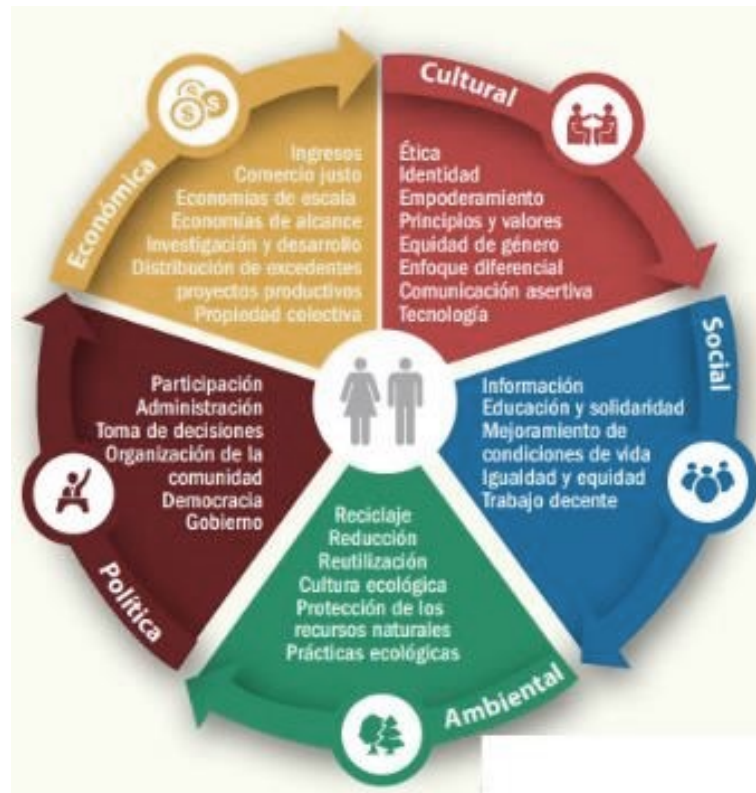 Económica
Ingresos
Comercio justo
Economías de escala
Economías de alcance
Investigación y desarrollo
Distribución de excedentes
proyectos productivos
Propiedad colectiva
Cultural
Ética
Identidad
Empoderamiento
Principios y valores
Equidad de género
Enfoque diferencial
Comunicación asertiva
Tecnología
Social
Información
Educación y solidaridad
Mejoramiento de
condiciones de vida
Igualdad y equidad
Trabajo decente
Ambiental
Reciclaje
Reducción
Reutilización
Cultura ecológica
Protección de los
recursos naturales
Prácticas ecológicas
Política
Participación
Administración
Toma de decisiones
Organización de la
comunidad
Democracia
Gobierno